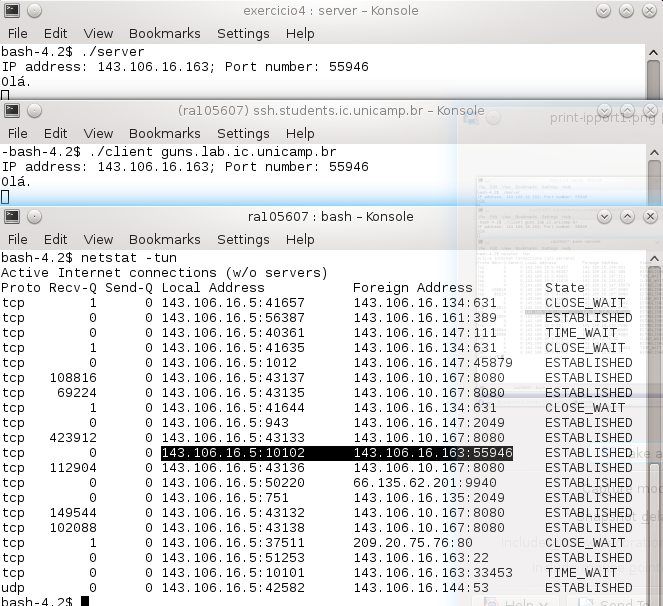 exercicio4 : server – Konsole
File Edit View Bookmarks Settings Help
bash-4.2$ ./server
IP address: 143.106.16.163; Port number: 55946
Olá.
(ra105607) ssh.students.ic.unicamp.br – Konsole
print-ipport1.png
File Edit View Bookmarks Settings Help
-bash-4.2$ ./client guns.lab.ic.unicamp.br
IP address: 143.106.16.163; Port number: 55946
Olá.
ra105607 : bash – Konsole
File Edit View Bookmarks Settings Help
bash-4.2$ netstat -tun
Active Internet connections (w/o servers)
Proto Recv-Q Send-Q Local Address Foreign Address State
tcp 1 0 143.106.16.5:41657 143.106.16.134:631 CLOSE_WAIT
tcp 0 0 143.106.16.5:56387 143.106.16.161:389 ESTABLISHED
tcp 0 0 143.106.16.5:40361 143.106.16.147:111 TIME_WAIT
tcp 1 0 143.106.16.5:41635 143.106.16.134:631 CLOSE_WAIT
tcp 0 0 143.106.16.5:1012 143.106.16.147:45879 ESTABLISHED
tcp 108816 0 143.106.16.5:43137 143.106.10.167:8080 ESTABLISHED
tcp 69224 0 143.106.16.5:43135 143.106.10.167:8080 ESTABLISHED
tcp 1 0 143.106.16.5:41644 143.106.16.134:631 CLOSE_WAIT
tcp 0 0 143.106.16.5:943 143.106.16.147:2049 ESTABLISHED
tcp 423912 0 143.106.16.5:43133 143.106.10.167:8080 ESTABLISHED
tcp 0 0 143.106.16.5:10102 143.106.16.163:55946 ESTABLISHED
tcp 112904 0 143.106.16.5:43136 143.106.10.167:8080 ESTABLISHED
tcp 0 0 143.106.16.5:50220 66.135.62.201:9940 ESTABLISHED
tcp 0 0 143.106.16.5:751 143.106.16.135:2049 ESTABLISHED
tcp 149544 0 143.106.16.5:43132 143.106.10.167:8080 ESTABLISHED
tcp 102088 0 143.106.16.5:43138 143.106.10.167:8080 ESTABLISHED
tcp 1 0 143.106.16.5:37511 209.20.75.76:80 CLOSE_WAIT
tcp 0 0 143.106.16.5:51253 143.106.16.163:22 ESTABLISHED
tcp 0 0 143.106.16.5:10101 143.106.16.163:33453 TIME_WAIT
udp 0 0 143.106.16.5:42582 143.106.16.144:53 ESTABLISHED
bash-4.2$
Help
Send To